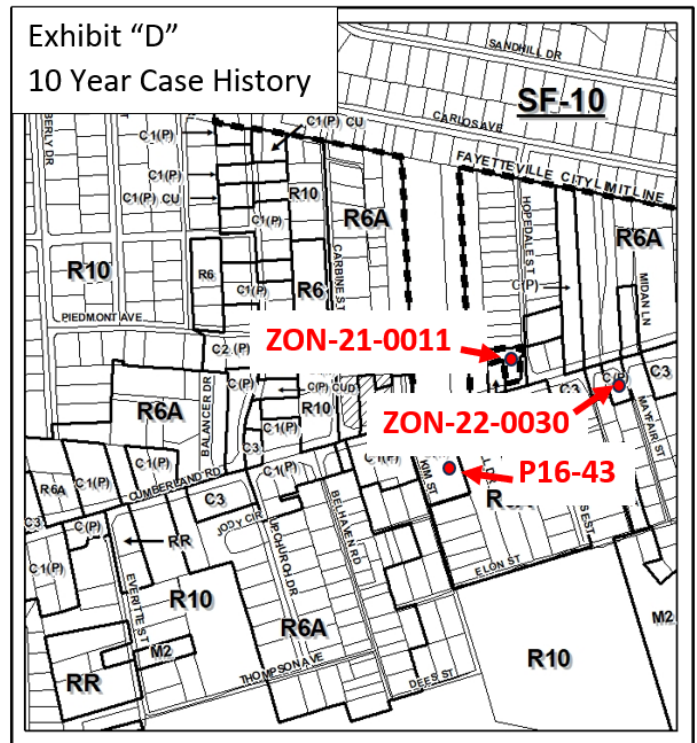 Exhibit “D”
10 Year Case History
SANDHILL DR
SF-10
CARLOS AVE
FAYETTEVILLE CITY LIMIT LINE
C1(P) CU
C1(P)
C1(P)
C1(P) CU
C1(P)
R10
R6A
HOPEDALE ST
R6A
R10
R6
CARBINE ST
R6
C(P)
MIDAN LN
PIEDMONT AVE
ZON-21-0011
C2 (P)
C(P)
C(P) CUD
C(P)
C3
C3
R6A
BALANCER DR
C(P)
R10
ZON-22-0030
MAYFAIR ST
C1(P)
C3
C1(P)
C1(P)
C1(P)
C1(P)
P16-43
CUMBERLAND RD
C1(P)
KIM ST
R6A
C(P)
C3
C3
C(P)
JODY CIR
UPCHURCH DR
BELHAVEN RD
ELON ST
C1(P)
RR
EVERITTE ST
R10
R6A
M2
M2
R10
RR
THOMPSON AVE
DEES ST